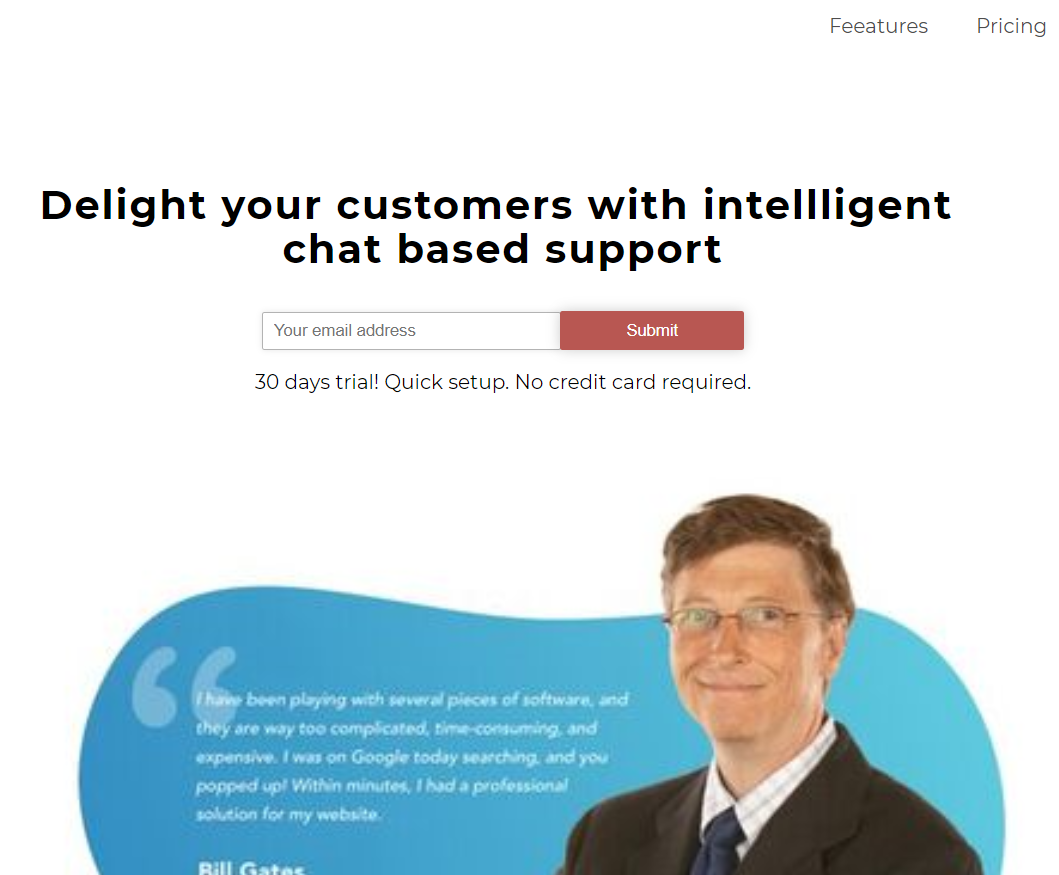 Feeatures Pricing
Delight your customers with intellligent
chat based support
Your email address Submit
30 days trial! Quick setup. No credit card required.
I have been playing with several pieces of software, and
they are way too complicated, time-consuming, and
expensive. I was on Google today searching, and you
popped up! Within minutes, I had a professional
solution for my website.
Bill Gates